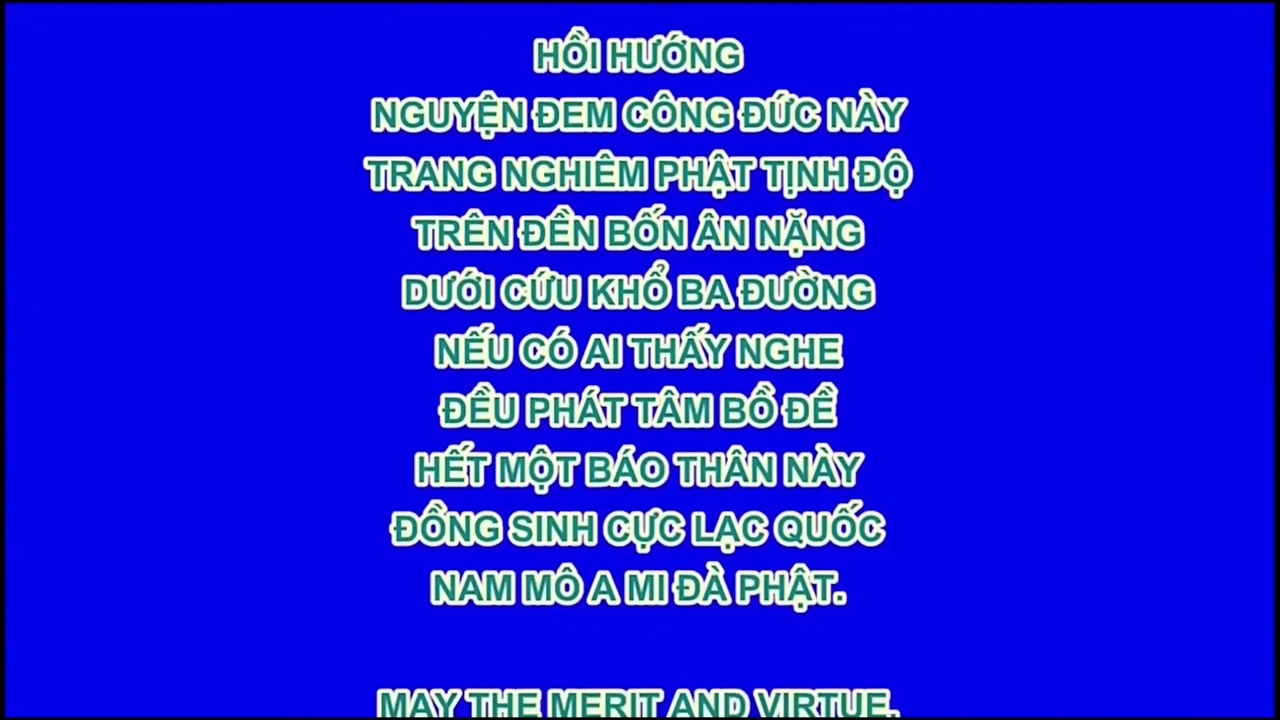 HỒI HƯỚNG
NGUYỆN ĐEM CÔNG ĐỨC NÀY
TRANG NGHIÊM PHẬT TỊNH ĐỘ
TRÊN ĐỀN BỐN ÂN NẶNG
DƯỚI CỨU KHỔ BA ĐƯỜNG
NẾU CÓ AI THẤY NGHE
ĐỀU PHÁT TÂM BỒ ĐỀ
HẾT MỘT BÁO THÂN NÀY
ĐỒNG SINH CỰC LẠC QUỐC
NAM MÔ A MI ĐÀ PHẬT.
MAY THE MERIT AND VIRTUE,